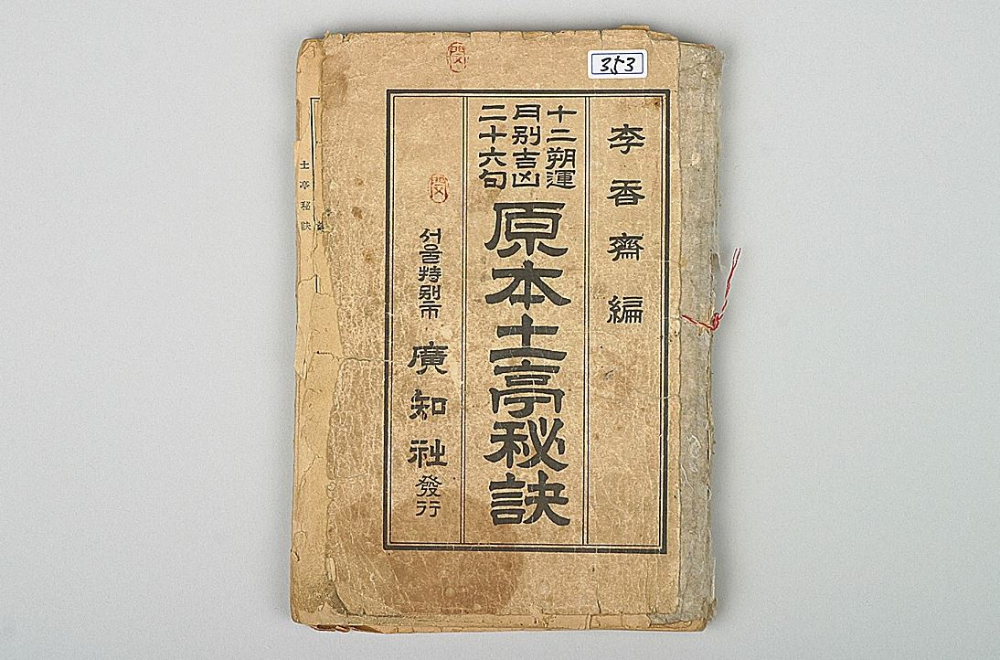 353
李香齋 編
十二朔運
月別吉凶
二十六句
原本土亭秘訣
서울特別市 廣知社 發行
土亭秘訣